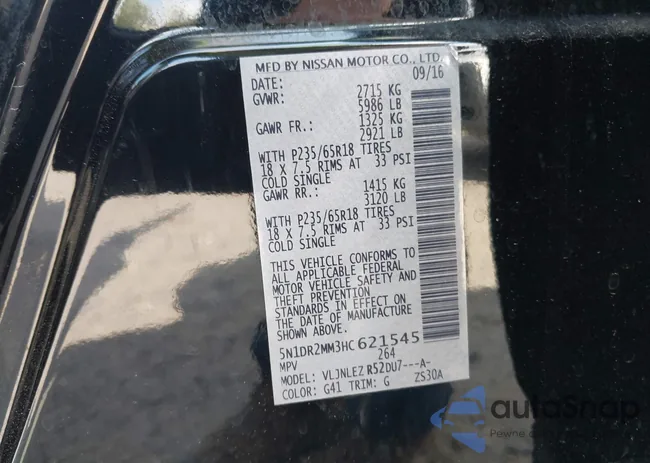 MFD BY NISSAN MOTOR CO., LTD.
DATE: 09/16
GVWR: 2715 KG
5986 LB
GAWR FR.: 1325 KG
2921 LB
WITH P235/65R18 TIRES
18 X 7.5 RIMS AT 33 PSI
COLD SINGLE
GAWR RR.: 1415 KG
3120 LB
WITH P235/65R18 TIRES
18 X 7.5 RIMS AT 33 PSI
COLD SINGLE
THIS VEHICLE CONFORMS TO
ALL APPLICABLE FEDERAL
MOTOR VEHICLE SAFETY AND
THEFT PREVENTION
STANDARDS IN EFFECT ON
THE DATE OF MANUFACTURE
SHOWN ABOVE.
5N1DR2MM3HC621545
MPV 264
MODEL: VLJNLEZ R52DU7---A-
COLOR: G41 TRIM: G ZS30A
autoSnap
Pewne auta